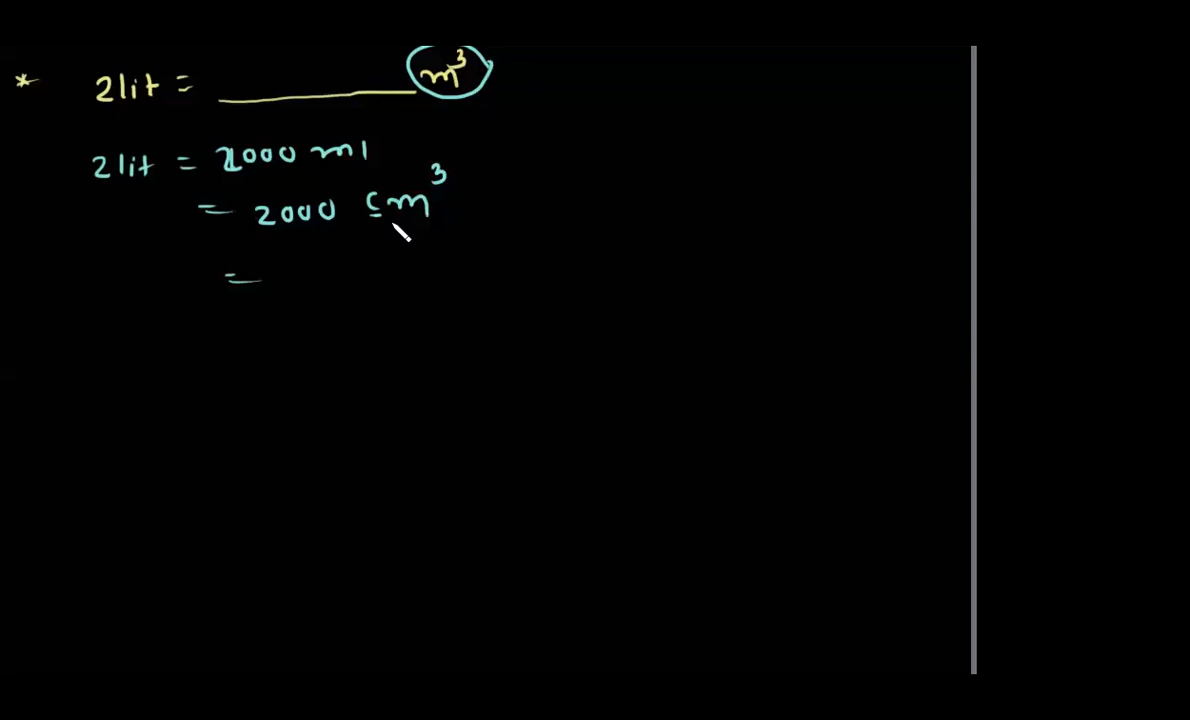 * 2lit = ________ m³
2lit = 2000 ml
= 2000 cm³
=